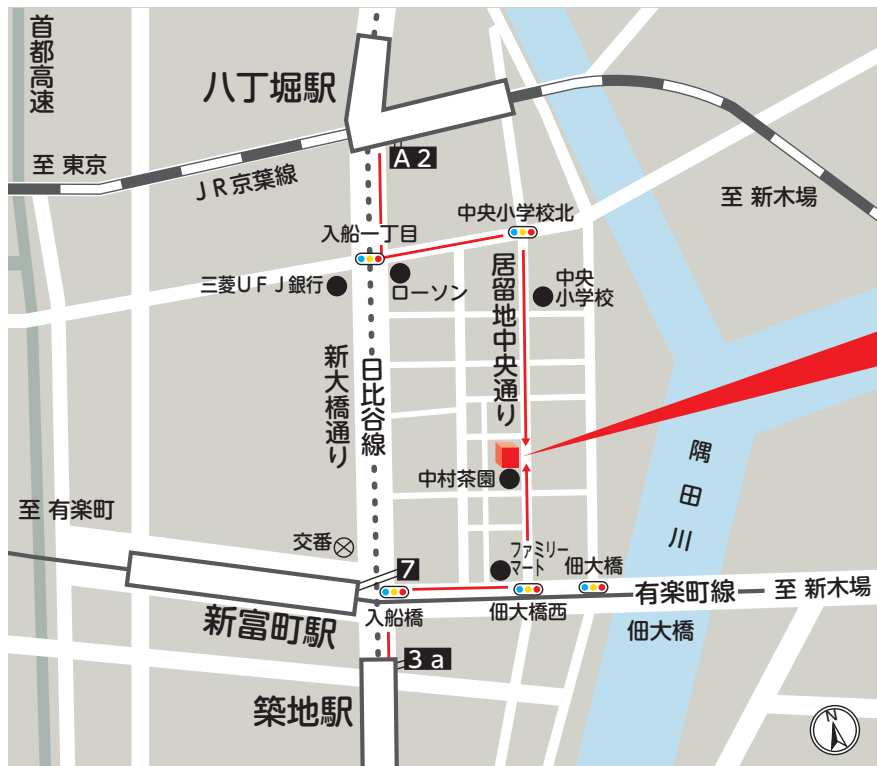 首都高速
八丁堀駅
至 東京
A2
JR京葉線
至 新木場
中央小学校北
入船一丁目
三菱UFJ銀行
ローソン
中央
小学校
居留地中央通り
新大橋通り
日比谷線
隅田川
中村茶園
至 有楽町
交番
7
ファミリー
マート
佃大橋
入船橋
佃大橋西
有楽町線
至 新木場
新富町駅
佃大橋
3a
築地駅
N